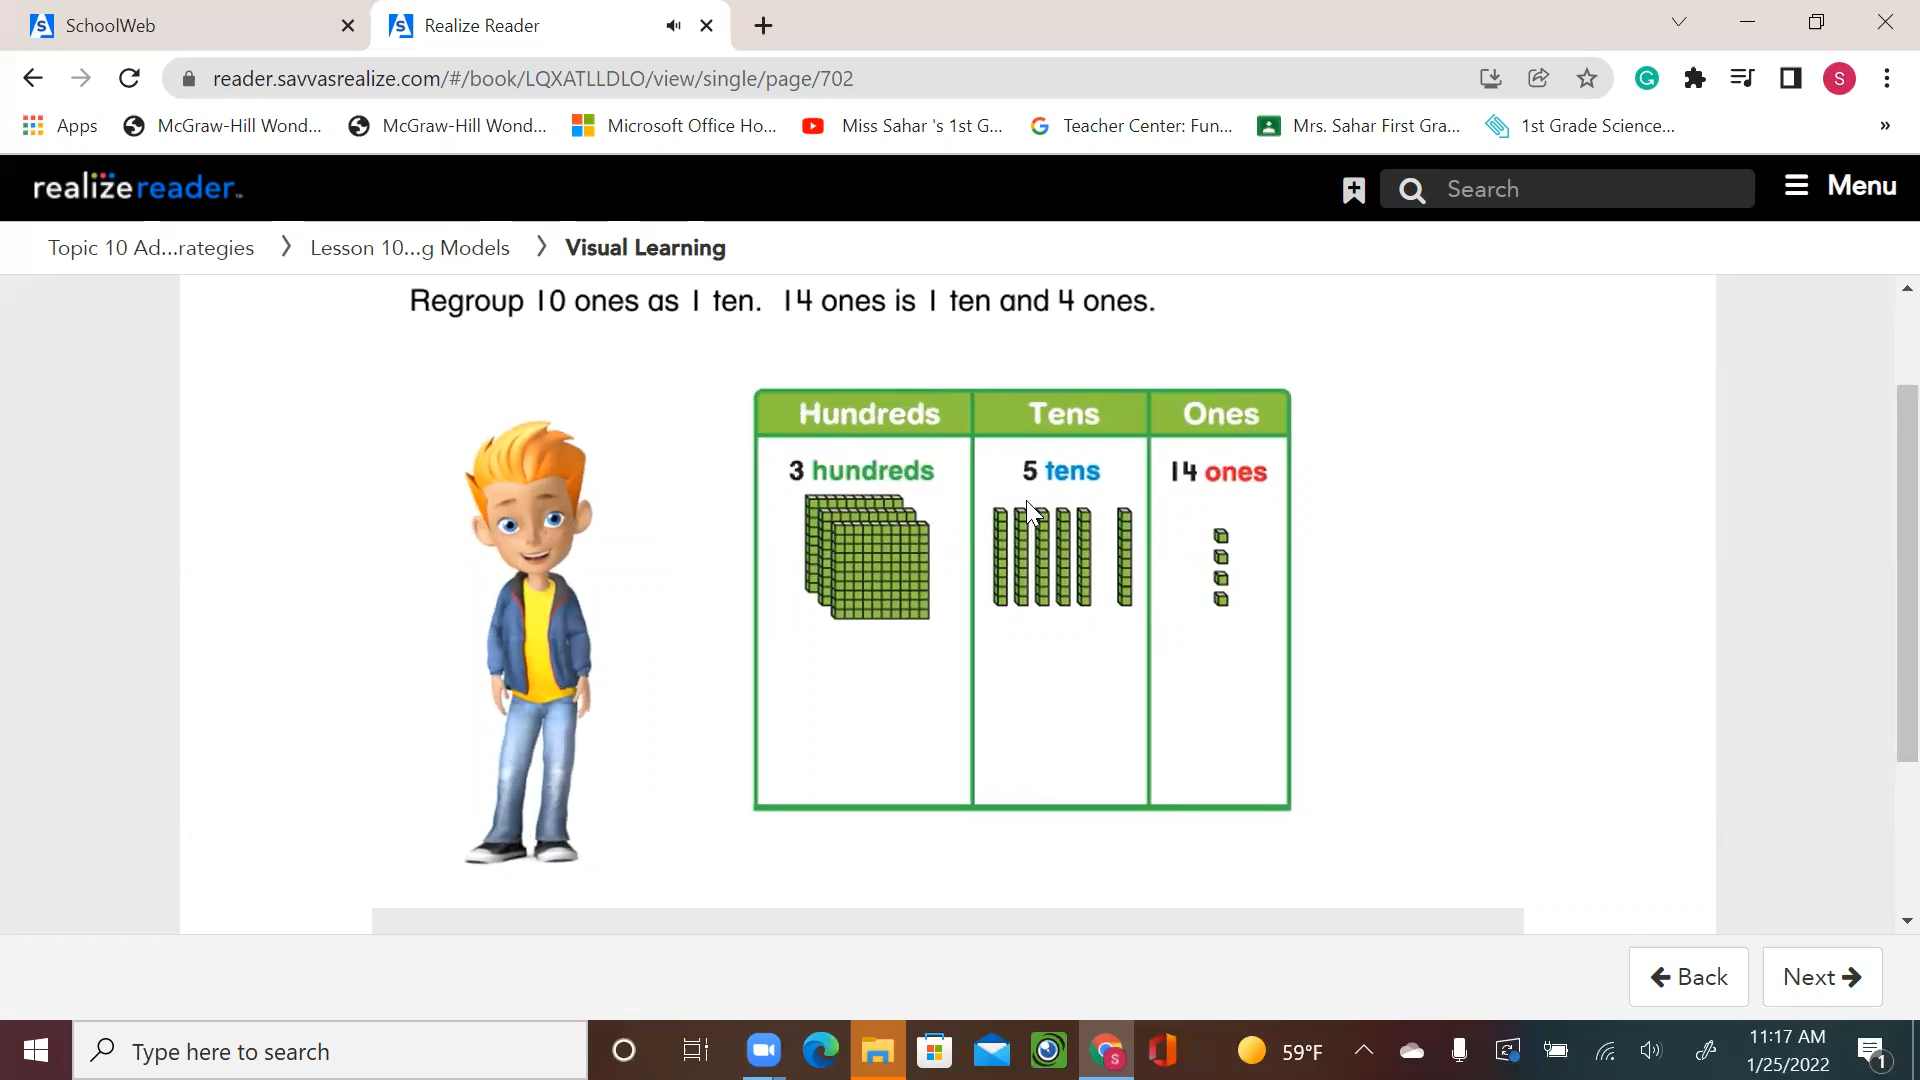 SchoolWeb
Realize Reader
reader.savvasrealize.com/#/book/LQXATLLDLO/view/single/page/702
S
Apps
McGraw-Hill Wond...
McGraw-Hill Wond...
Microsoft Office Ho...
Miss Sahar 's 1st G...
Teacher Center: Fun...
Mrs. Sahar First Gra...
1st Grade Science...
»
realizereader™
Search
Menu
Topic 10 Ad...rategies
Lesson 10...g Models
Visual Learning
Regroup 10 ones as 1 ten. 14 ones is 1 ten and 4 ones.
Hundreds Tens Ones
3 hundreds 5 tens 14 ones
Back
Next
Type here to search
59°F
11:17 AM
1/25/2022
1